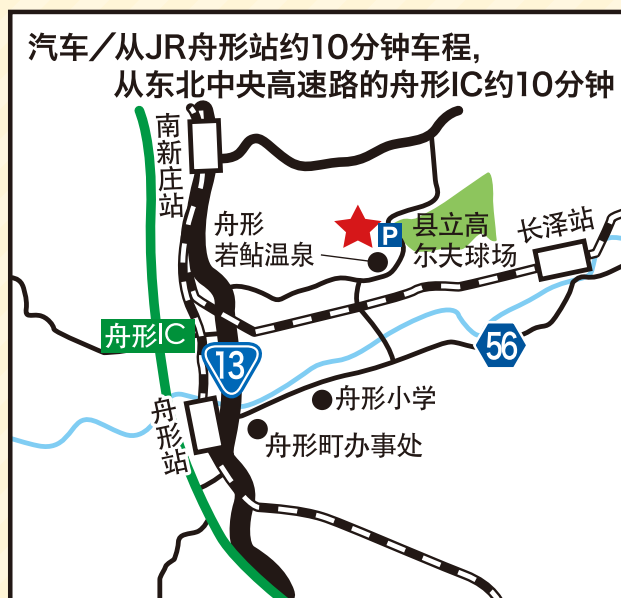 汽车／从JR舟形站约10分钟车程，
从东北中央高速路的舟形IC约10分钟
南新庄站
舟形
若鲇温泉
P
县立高
尔夫球场
长泽站
舟形IC
13
56
舟形站
舟形小学
舟形町办事处